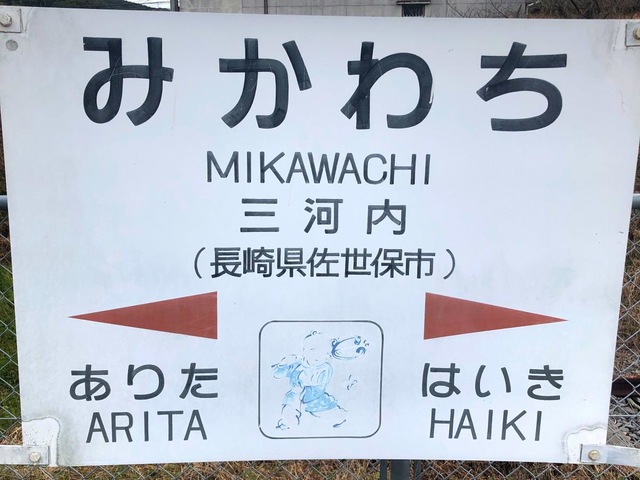 みかわち
MIKAWACHI
三河内
（長崎県佐世保市）
ありた はいき
ARITA HAIKI